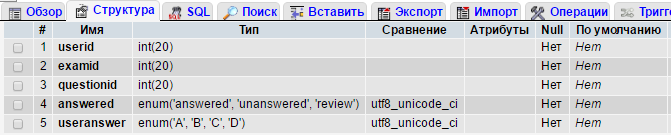 Обзор Структура SQL Поиск Вставить Экспорт Импорт Операции
# Имя Тип Сравнение Атрибуты Null По умолчанию
1 userid int(20) Нет Нет
2 examid int(20) Нет Нет
3 questionid int(20) Нет Нет
4 answered enum('answered', 'unanswered', 'review') utf8_unicode_ci Нет Нет
5 useranswer enum('A', 'B', 'C', 'D') utf8_unicode_ci Нет Нет